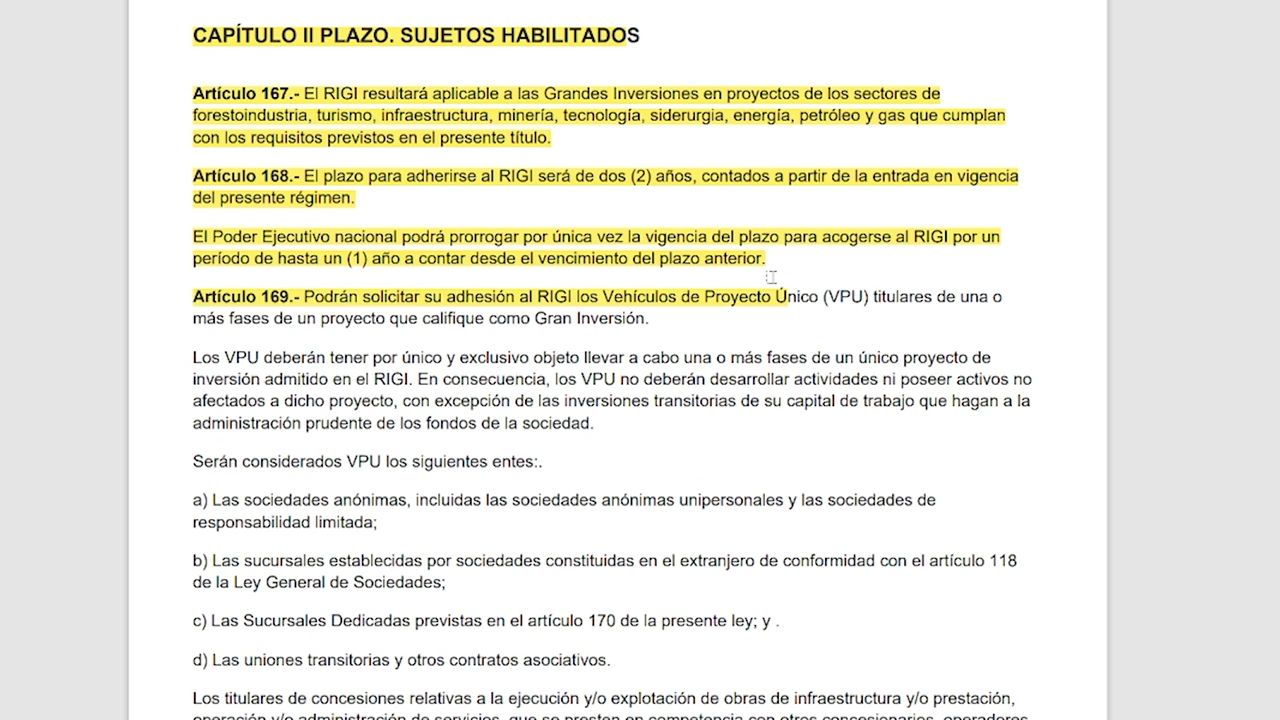 CAPÍTULO II PLAZO. SUJETOS HABILITADOS
Artículo 167.- El RIGI resultará aplicable a las Grandes Inversiones en proyectos de los sectores de
forestoindustria, turismo, infraestructura, minería, tecnología, siderurgia, energía, petróleo y gas que cumplan
con los requisitos previstos en el presente título.
Artículo 168.- El plazo para adherirse al RIGI será de dos (2) años, contados a partir de la entrada en vigencia
del presente régimen.
El Poder Ejecutivo nacional podrá prorrogar por única vez la vigencia del plazo para acogerse al RIGI por un
período de hasta un (1) año a contar desde el vencimiento del plazo anterior.
Artículo 169.- Podrán solicitar su adhesión al RIGI los Vehículos de Proyecto Único (VPU) titulares de una o
más fases de un proyecto que califique como Gran Inversión.
Los VPU deberán tener por único y exclusivo objeto llevar a cabo una o más fases de un único proyecto de
inversión admitido en el RIGI. En consecuencia, los VPU no deberán desarrollar actividades ni poseer activos no
afectados a dicho proyecto, con excepción de las inversiones transitorias de su capital de trabajo que hagan a la
administración prudente de los fondos de la sociedad.
Serán considerados VPU los siguientes entes:.
a) Las sociedades anónimas, incluidas las sociedades anónimas unipersonales y las sociedades de
responsabilidad limitada;
b) Las sucursales establecidas por sociedades constituidas en el extranjero de conformidad con el artículo 118
de la Ley General de Sociedades;
c) Las Sucursales Dedicadas previstas en el artículo 170 de la presente ley; y .
d) Las uniones transitorias y otros contratos asociativos.
Los titulares de concesiones relativas a la ejecución y/o explotación de obras de infraestructura y/o prestación,
operación y/o administración de servicios, que se presten en competencia con otros concesionarios, operadores